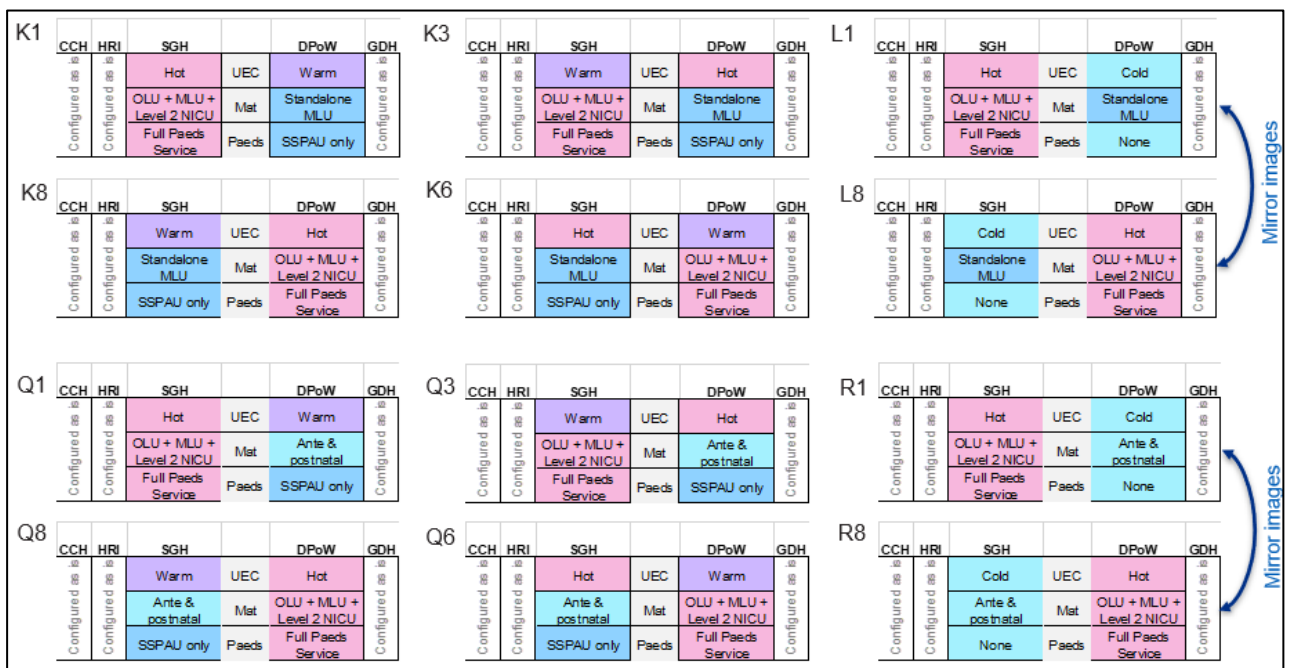 K1
CCH HRI SGH DPoW GDH
Configured as is
Configured as is
Hot UEC Warm
OLU + MLU +
Level 2 NICU
Mat
Standalone
MLU
Full Paeds
Service
Paeds
SSPAU only
Configured as is
K3
CCH HRI SGH DPoW GDH
Configured as is
Configured as is
Warm UEC Hot
OLU + MLU +
Level 2 NICU
Mat
Standalone
MLU
Full Paeds
Service
Paeds
SSPAU only
Configured as is
L1
CCH HRI SGH DPoW GDH
Configured as is
Configured as is
Hot UEC Cold
OLU + MLU +
Level 2 NICU
Mat
Standalone
MLU
Full Paeds
Service
Paeds
None
Configured as is
K8
CCH HRI SGH DPoW GDH
Configured as is
Configured as is
Warm UEC Hot
Standalone
MLU
Mat
OLU + MLU +
Level 2 NICU
SSPAU only
Paeds
Full Paeds
Service
Configured as is
K6
CCH HRI SGH DPoW GDH
Configured as is
Configured as is
Hot UEC Warm
Standalone
MLU
Mat
OLU + MLU +
Level 2 NICU
SSPAU only
Paeds
Full Paeds
Service
Configured as is
L8
CCH HRI SGH DPoW GDH
Configured as is
Configured as is
Cold UEC Hot
Standalone
MLU
Mat
OLU + MLU +
Level 2 NICU
None
Paeds
Full Paeds
Service
Configured as is
Mirror images
Q1
CCH HRI SGH DPoW GDH
Configured as is
Configured as is
Hot UEC Warm
OLU + MLU +
Level 2 NICU
Mat
Ante &
postnatal
Full Paeds
Service
Paeds
SSPAU only
Configured as is
Q3
CCH HRI SGH DPoW GDH
Configured as is
Configured as is
Warm UEC Hot
OLU + MLU +
Level 2 NICU
Mat
Ante &
postnatal
Full Paeds
Service
Paeds
SSPAU only
Configured as is
R1
CCH HRI SGH DPoW GDH
Configured as is
Configured as is
Hot UEC Cold
OLU + MLU +
Level 2 NICU
Mat
Ante &
postnatal
Full Paeds
Service
Paeds
None
Configured as is
Q8
CCH HRI SGH DPoW GDH
Configured as is
Configured as is
Warm UEC Hot
Ante &
postnatal
Mat
OLU + MLU +
Level 2 NICU
SSPAU only
Paeds
Full Paeds
Service
Configured as is
Q6
CCH HRI SGH DPoW GDH
Configured as is
Configured as is
Hot UEC Warm
Ante &
postnatal
Mat
OLU + MLU +
Level 2 NICU
SSPAU only
Paeds
Full Paeds
Service
Configured as is
R8
CCH HRI SGH DPoW GDH
Configured as is
Configured as is
Cold UEC Hot
Ante &
postnatal
Mat
OLU + MLU +
Level 2 NICU
None
Paeds
Full Paeds
Service
Configured as is
Mirror images